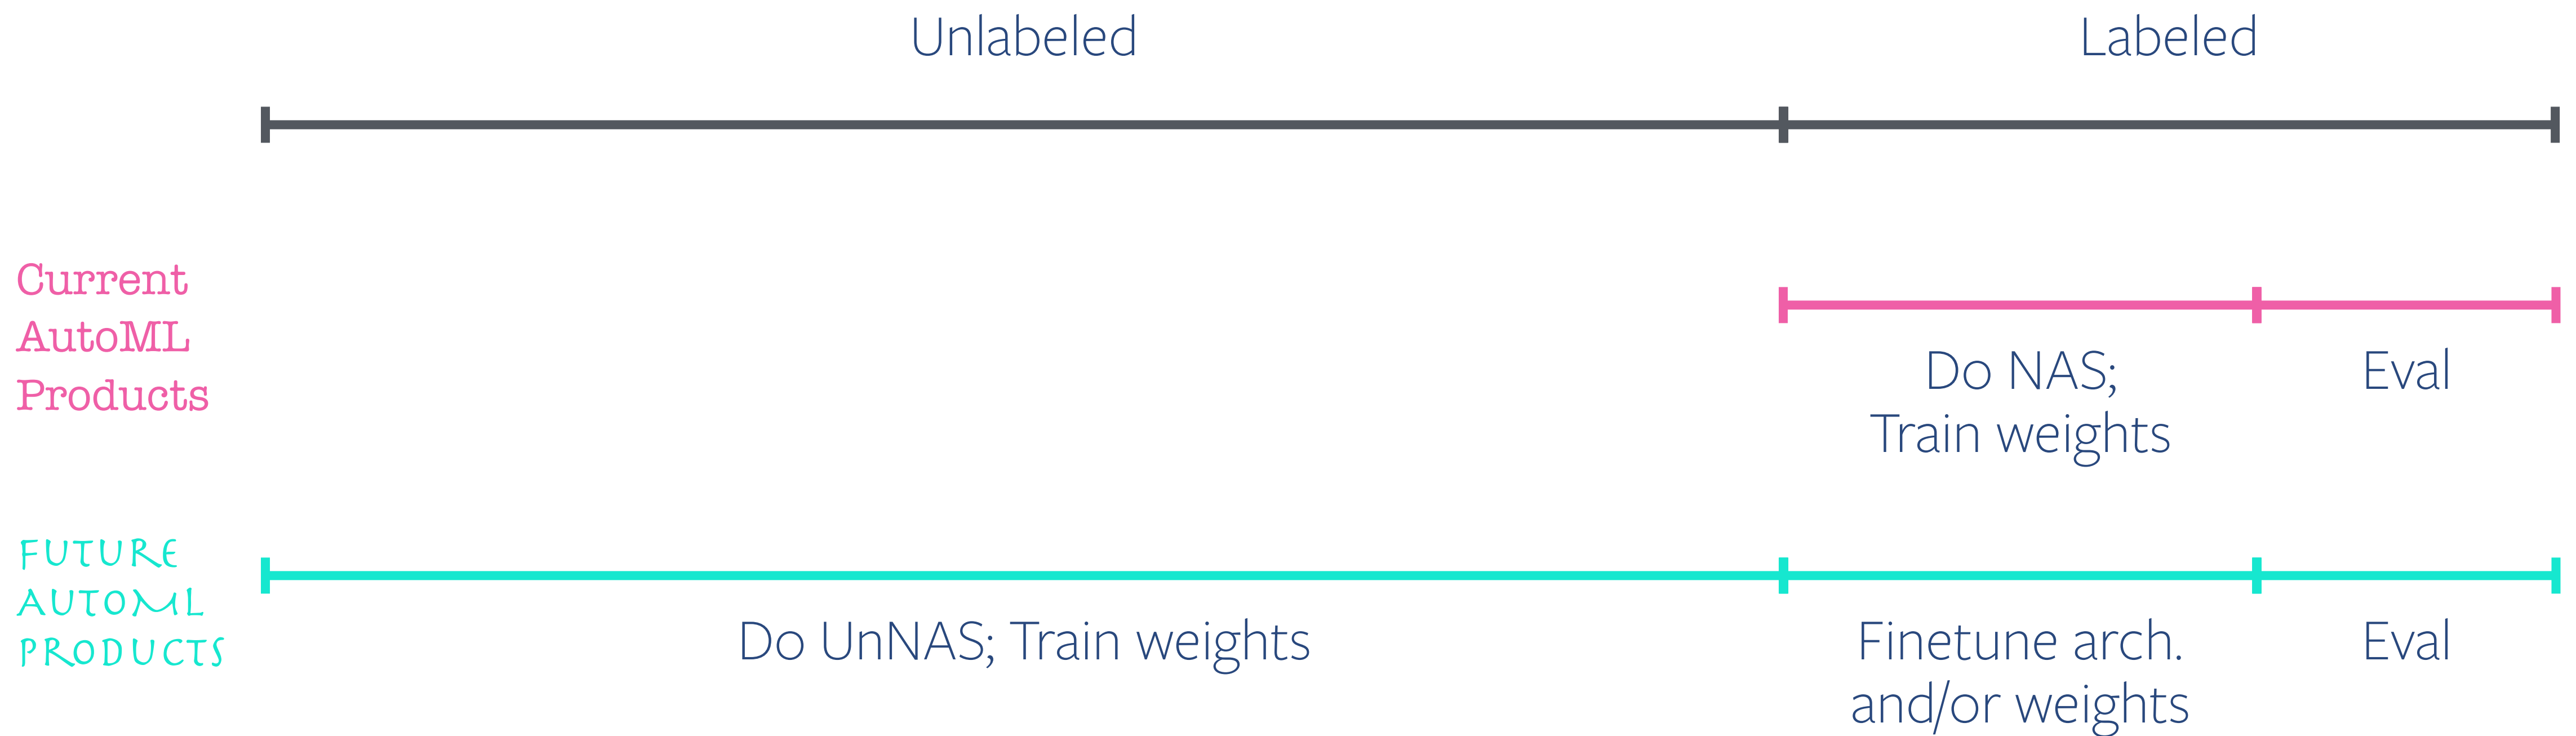 Unlabeled
Labeled
Current
AutoML
Products
Do NAS;
Train weights
Eval
FUTURE
AUTOML
PRODUCTS
Do UnNAS; Train weights
Finetune arch.
and/or weights
Eval